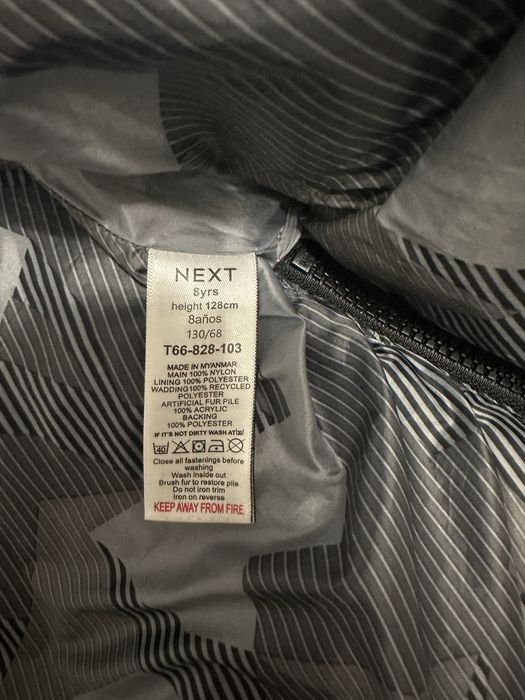 NEXT
8yrs
height 128cm
8años
130/68
T66-828-103
MADE IN MYANMAR
MAIN 100% NYLON
LINING 100% POLYESTER
WADDING100% RECYCLED
POLYESTER
ARTIFICIAL FUR PILE
100% ACRYLIC
BACKING
100% POLYESTER
IF IT'S NOT DIRTY WASH AT
40
Close all fastenings before
washing
Wash inside out
Brush fur to restore pile
Do not iron trim
Iron on reverse
KEEP AWAY FROM FIRE